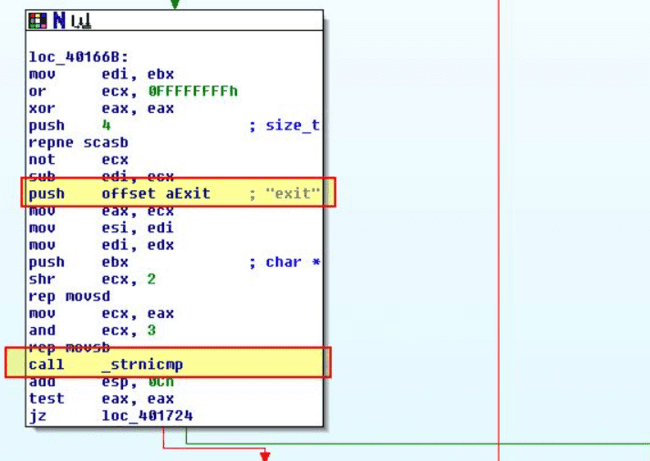 loc_40166B:
mov edi, ebx
or ecx, 0FFFFFFFFh
xor eax, eax
push 4 ; size_t
repne scasb
not ecx
sub edi, ecx
push offset aExit ; "exit"
mov eax, ecx
mov esi, edi
mov edi, edx
push ebx ; char *
shr ecx, 2
rep movsd
mov ecx, eax
and ecx, 3
rep movsb
call _strnicmp
add esp, 0Ch
test eax, eax
jz loc_401724